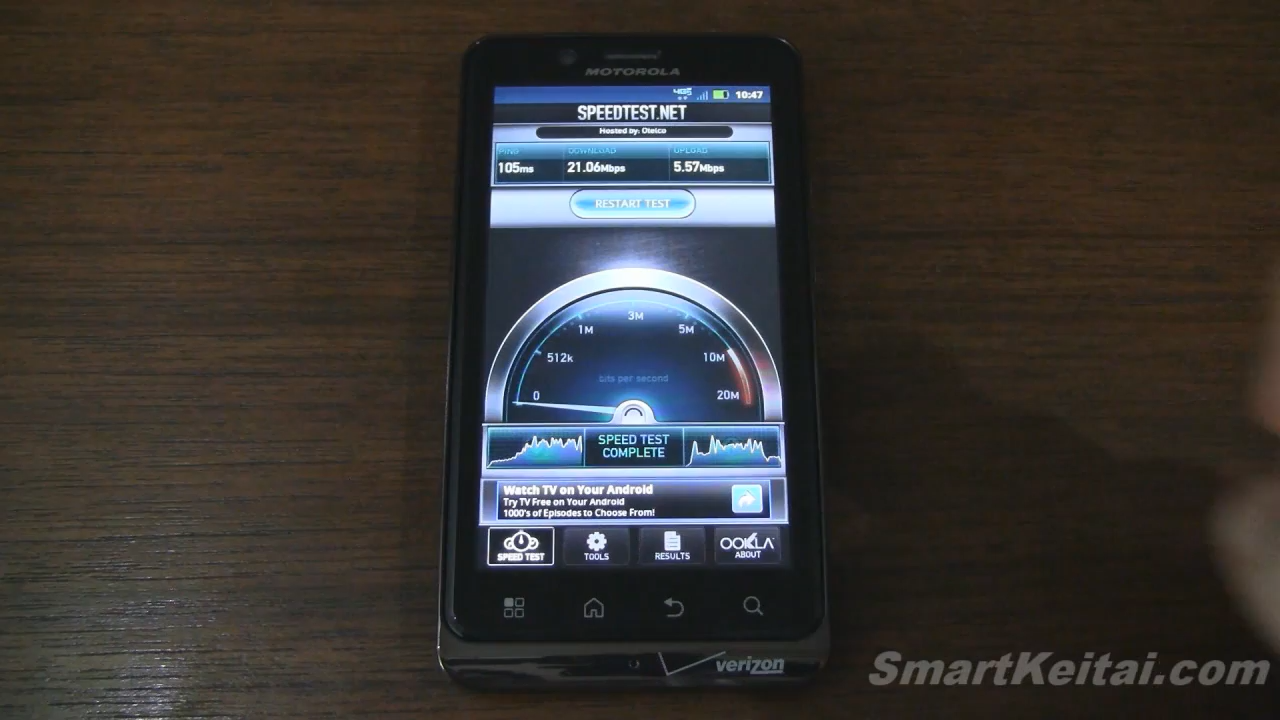 MOTOROLA
4G 10:47
SPEEDTEST.NET
Hosted by: Otelco
PING DOWNLOAD UPLOAD
105ms 21.06Mbps 5.57Mbps
RESTART TEST
3M
1M 5M
512k 10M
bits per second
0 20M
SPEED TEST
COMPLETE
Watch TV on Your Android
Try TV Free on Your Android
1000's of Episodes to Choose From!
SPEED TEST TOOLS RESULTS OOKLA ABOUT
verizon
SmartKeitai.com